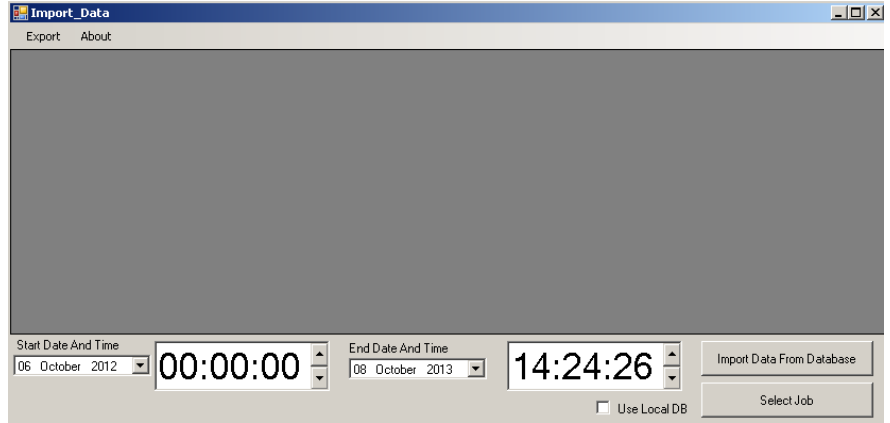 Import_Data
Export About
Start Date And Time
06 October 2012
00:00:00
End Date And Time
08 October 2013
14:24:26
Import Data From Database
Use Local DB
Select Job